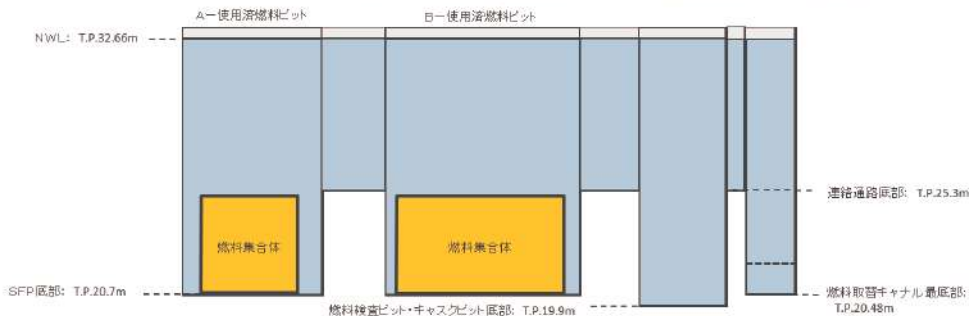 A－使用済燃料ピット
B－使用済燃料ピット
NWL: T.P.32.66m
連絡通路底部: T.P.25.3m
燃料集合体
燃料集合体
SFP底部: T.P.20.7m
燃料検査ピット・キャスクピット底部: T.P.19.9m
燃料取替キャナル最底部:
T.P.20.48m